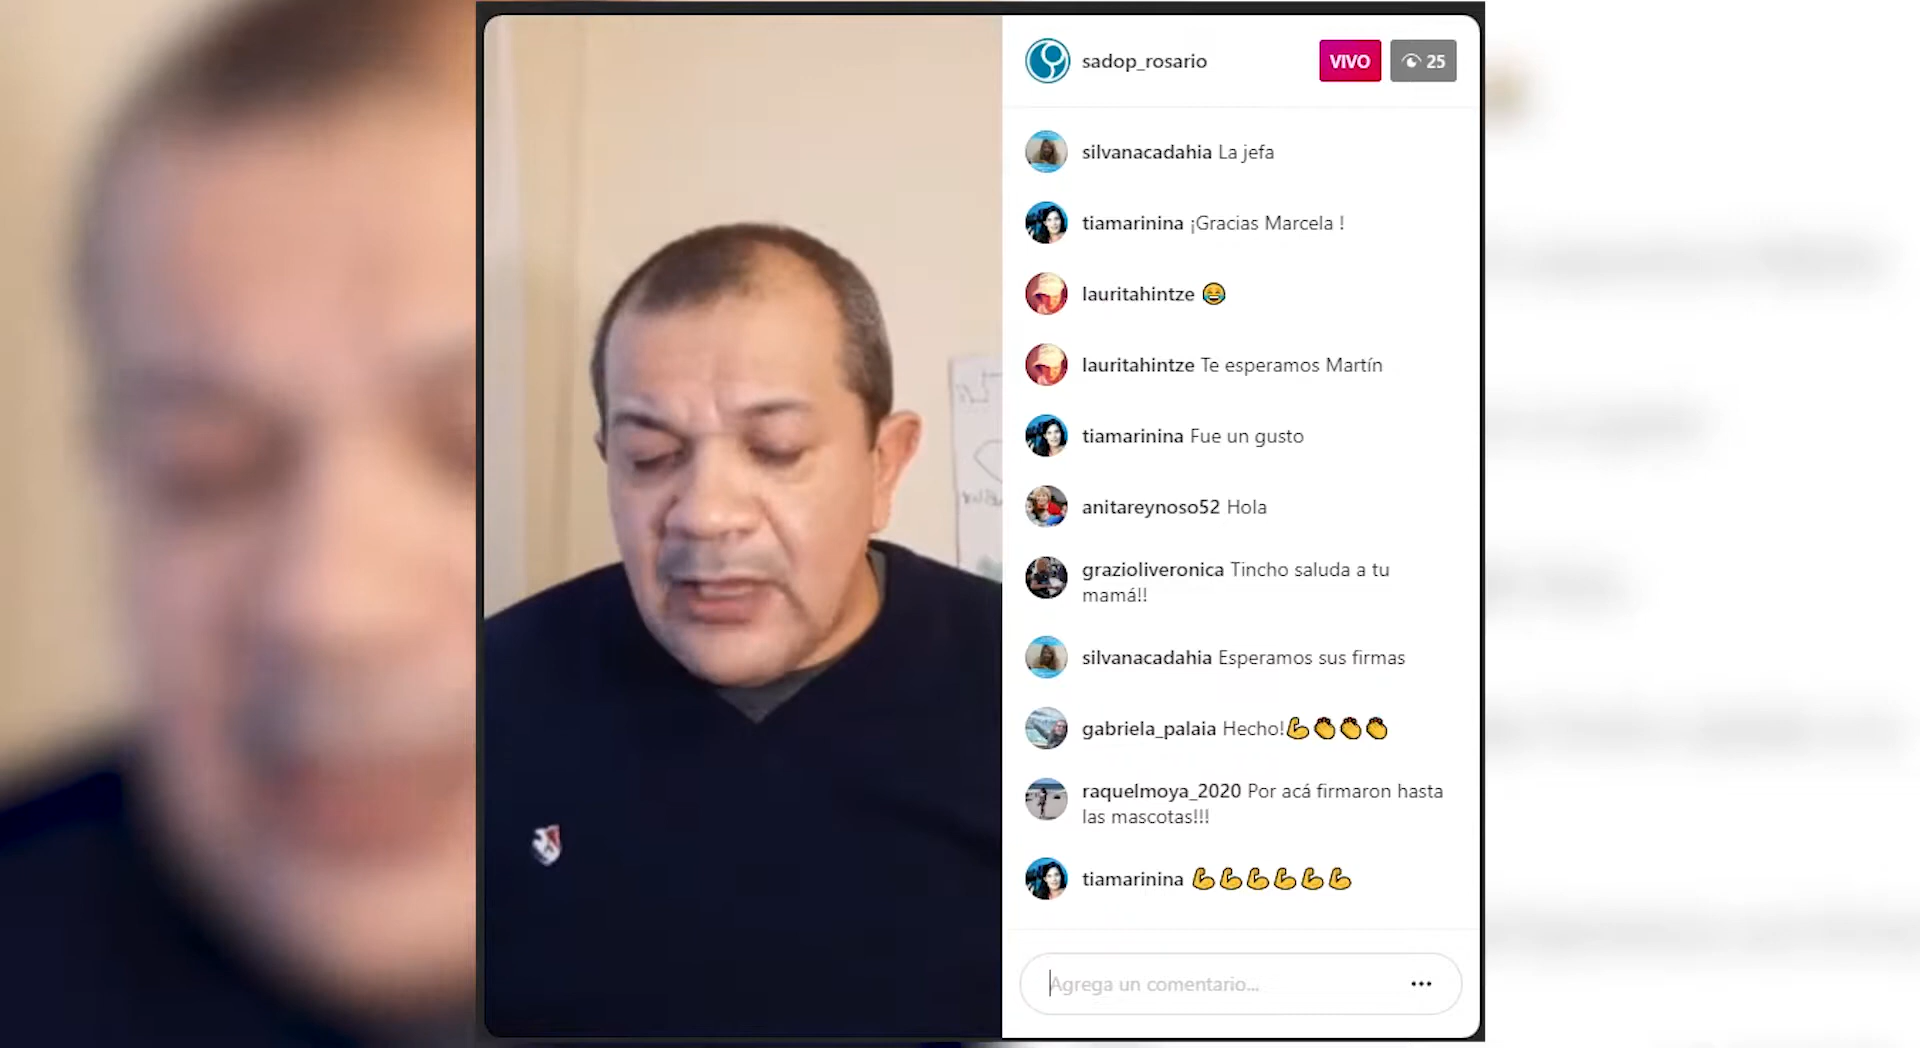 sadop_rosario
VIVO
25
silvanacadahia La jefa
tiamarinina ¡Gracias Marcela !
lauritahintze 😂
lauritahintze Te esperamos Martín
tiamarinina Fue un gusto
anitareynoso52 Hola
grazioliveronica Tincho saluda a tu
mamá!!
silvanacadahia Esperamos sus firmas
gabriela_palaia Hecho!💪👏👏👏
raquelmoya_2020 Por acá firmaron hasta
las mascotas!!!
tiamarinina 💪💪💪💪💪💪
Agrega un comentario...